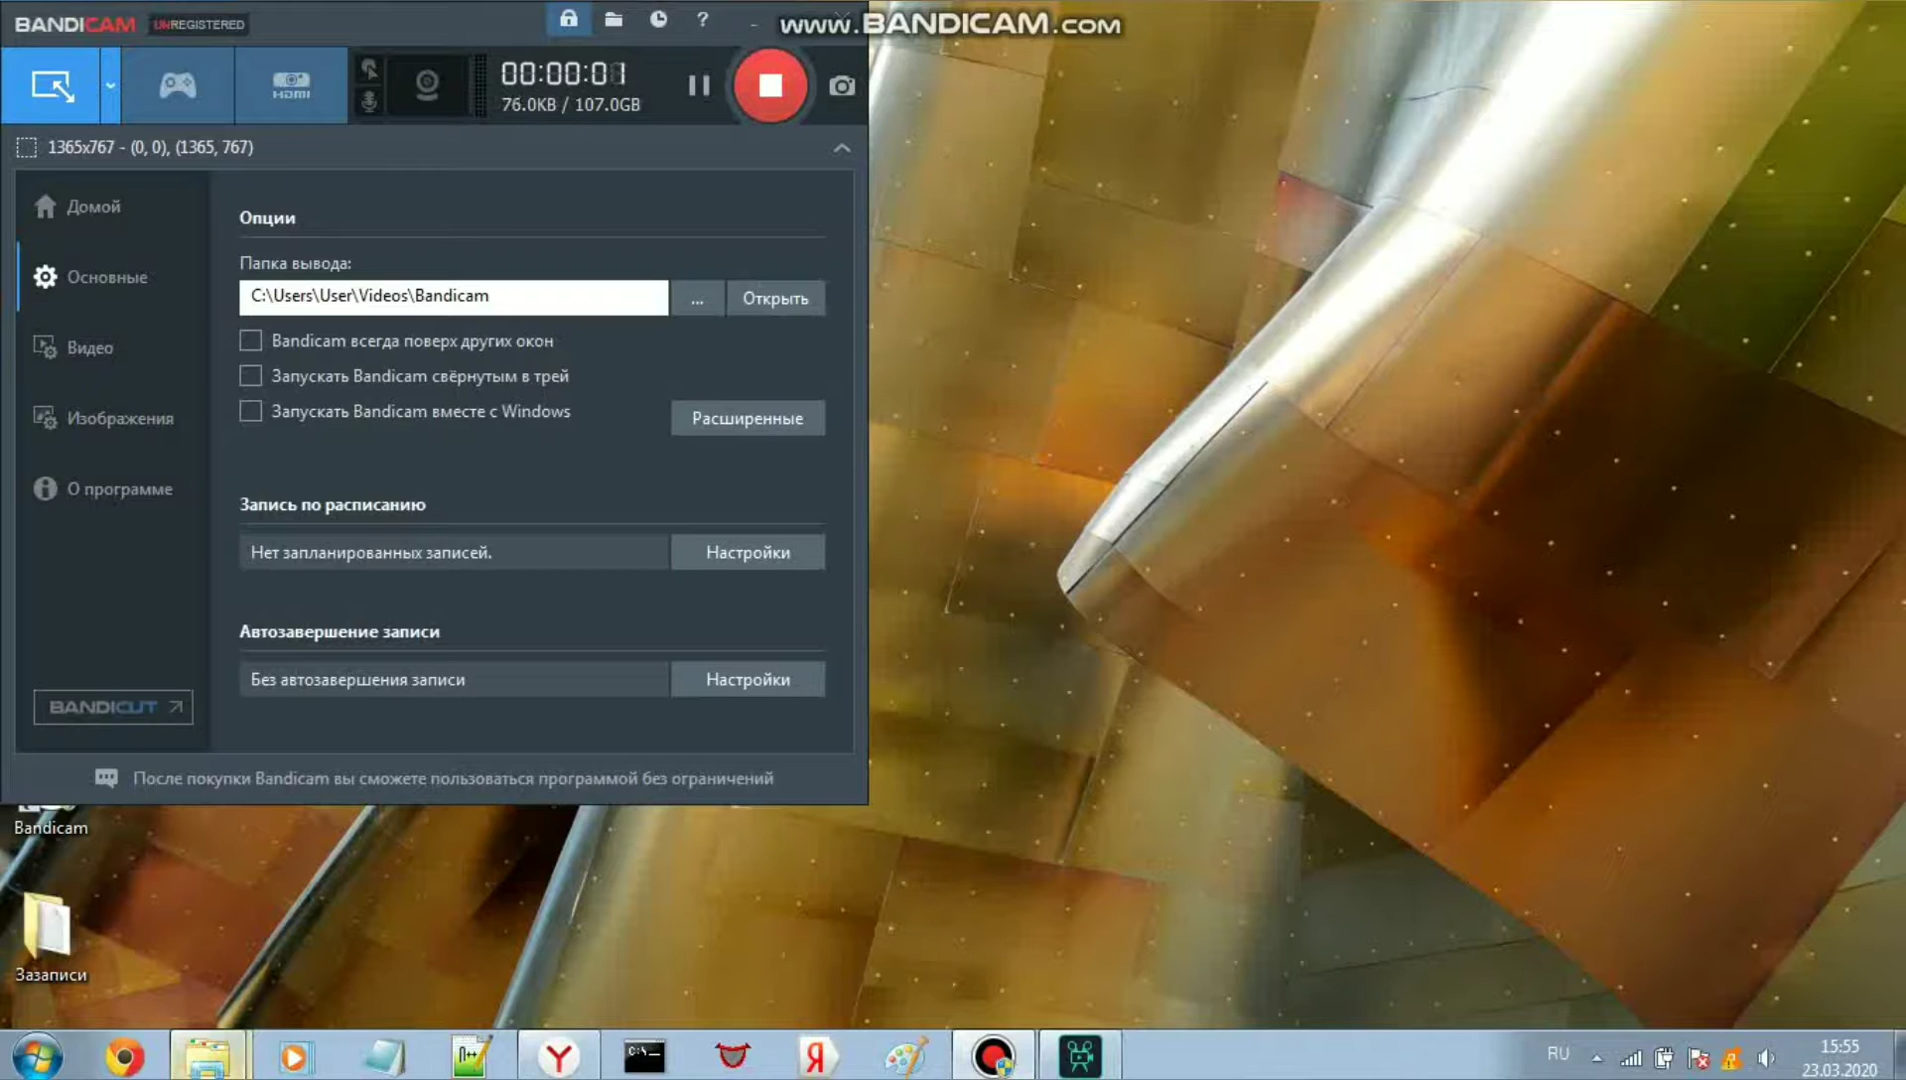 BANDICAM UNREGISTERED
?
www.BANDICAM.com
HDMI
00:00:01
76.0KB / 107.0GB
1365x767 - (0, 0), (1365, 767)
Домой
Основные
Видео
Изображения
О программе
BANDICUT
Опции
Папка вывода:
C:\Users\User\Videos\Bandicam
...
Открыть
Bandicam всегда поверх других окон
Запускать Bandicam свёрнутым в трей
Запускать Bandicam вместе с Windows
Расширенные
Запись по расписанию
Нет запланированных записей.
Настройки
Автозавершение записи
Без автозавершения записи
Настройки
После покупки Bandicam вы сможете пользоваться программой без ограничений
Bandicam
Зазаписи
RU
15:55
23.03.2020